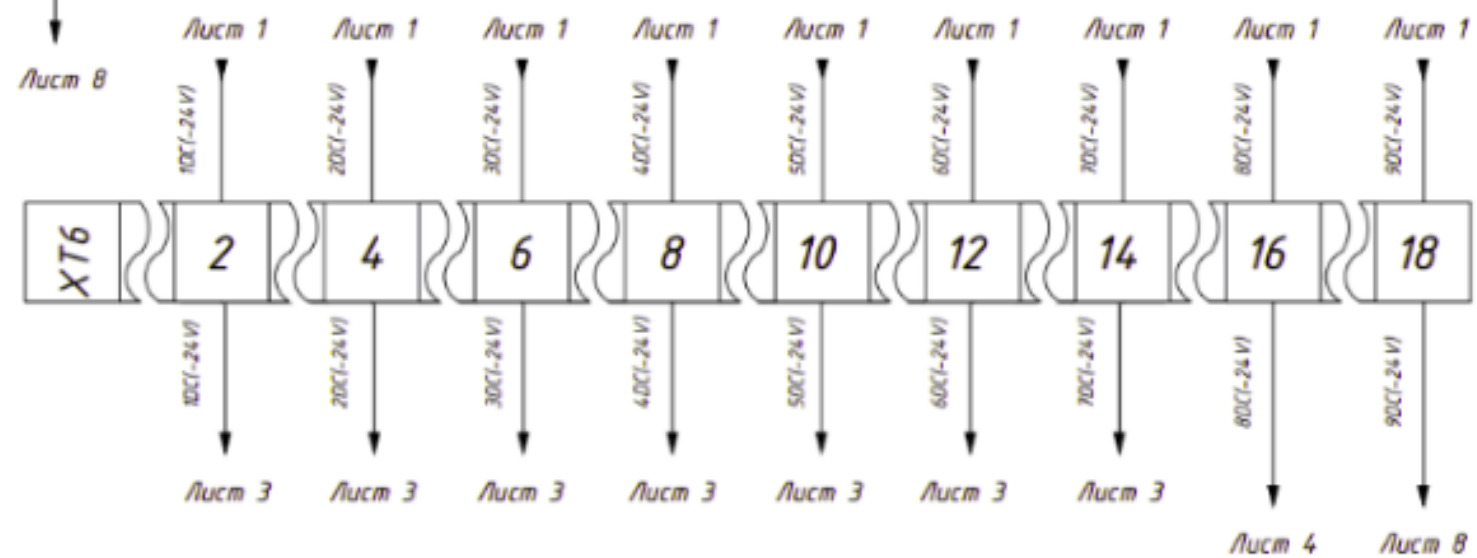 Лист 1 Лист 1 Лист 1 Лист 1 Лист 1 Лист 1 Лист 1 Лист 1 Лист 1
Лист 8
1DC(-24V) 2DC(-24V) 3DC(-24V) 4DC(-24V) 5DC(-24V) 6DC(-24V) 7DC(-24V) 8DC(-24V) 9DC(-24V)
XT6 2 4 6 8 10 12 14 16 18
1DC(-24V) 2DC(-24V) 3DC(-24V) 4DC(-24V) 5DC(-24V) 6DC(-24V) 7DC(-24V) 8DC(-24V) 9DC(-24V)
Лист 3 Лист 3 Лист 3 Лист 3 Лист 3 Лист 3 Лист 3
Лист 4 Лист 8